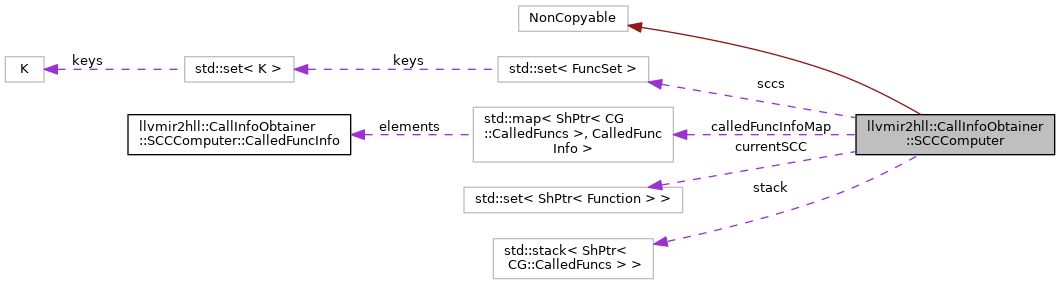 NonCopyable
K
keys
std::set< K >
keys
std::set< FuncSet >
sccs
llvmir2hll::CallInfoObtainer
::SCCComputer::CalledFuncInfo
elements
std::map< ShPtr< CG
::CalledFuncs >, CalledFunc
Info >
calledFuncInfoMap
llvmir2hll::CallInfoObtainer
::SCCComputer
currentSCC
std::set< ShPtr< Function > >
stack
std::stack< ShPtr<
CG::CalledFuncs > >